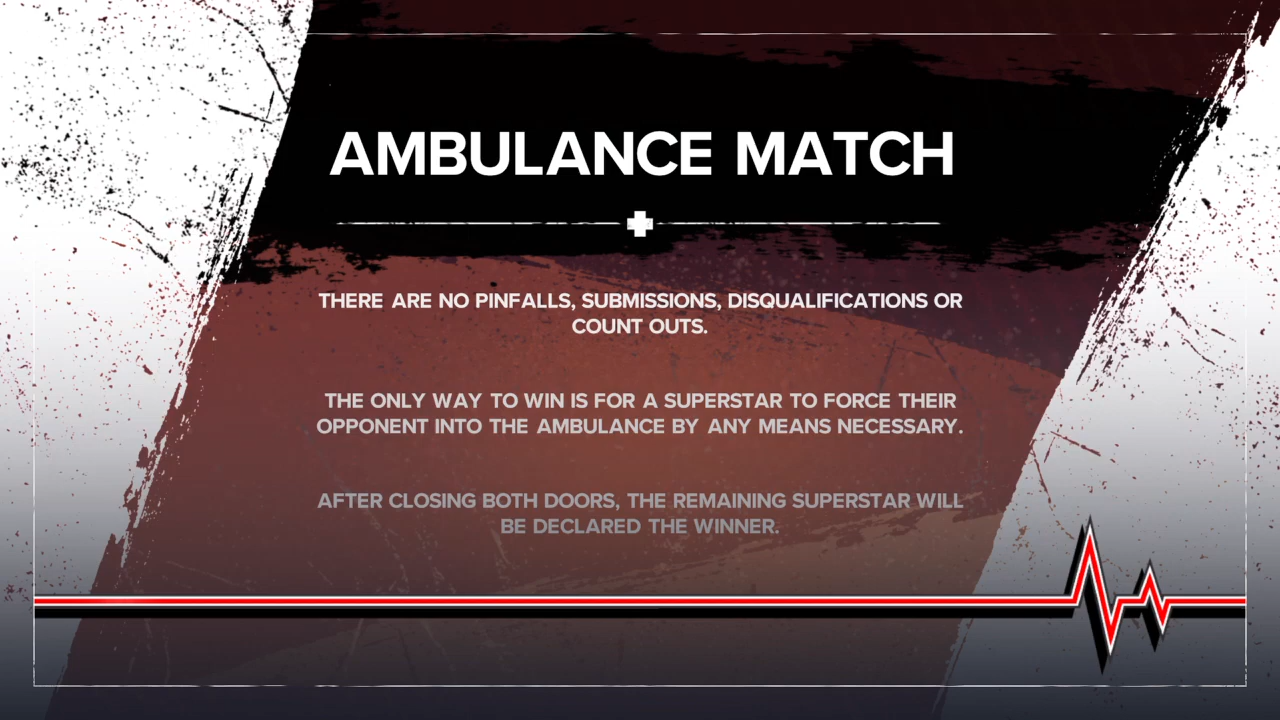 AMBULANCE MATCH
THERE ARE NO PINFALLS, SUBMISSIONS, DISQUALIFICATIONS OR
COUNT OUTS.
THE ONLY WAY TO WIN IS FOR A SUPERSTAR TO FORCE THEIR
OPPONENT INTO THE AMBULANCE BY ANY MEANS NECESSARY.
AFTER CLOSING BOTH DOORS, THE REMAINING SUPERSTAR WILL
BE DECLARED THE WINNER.